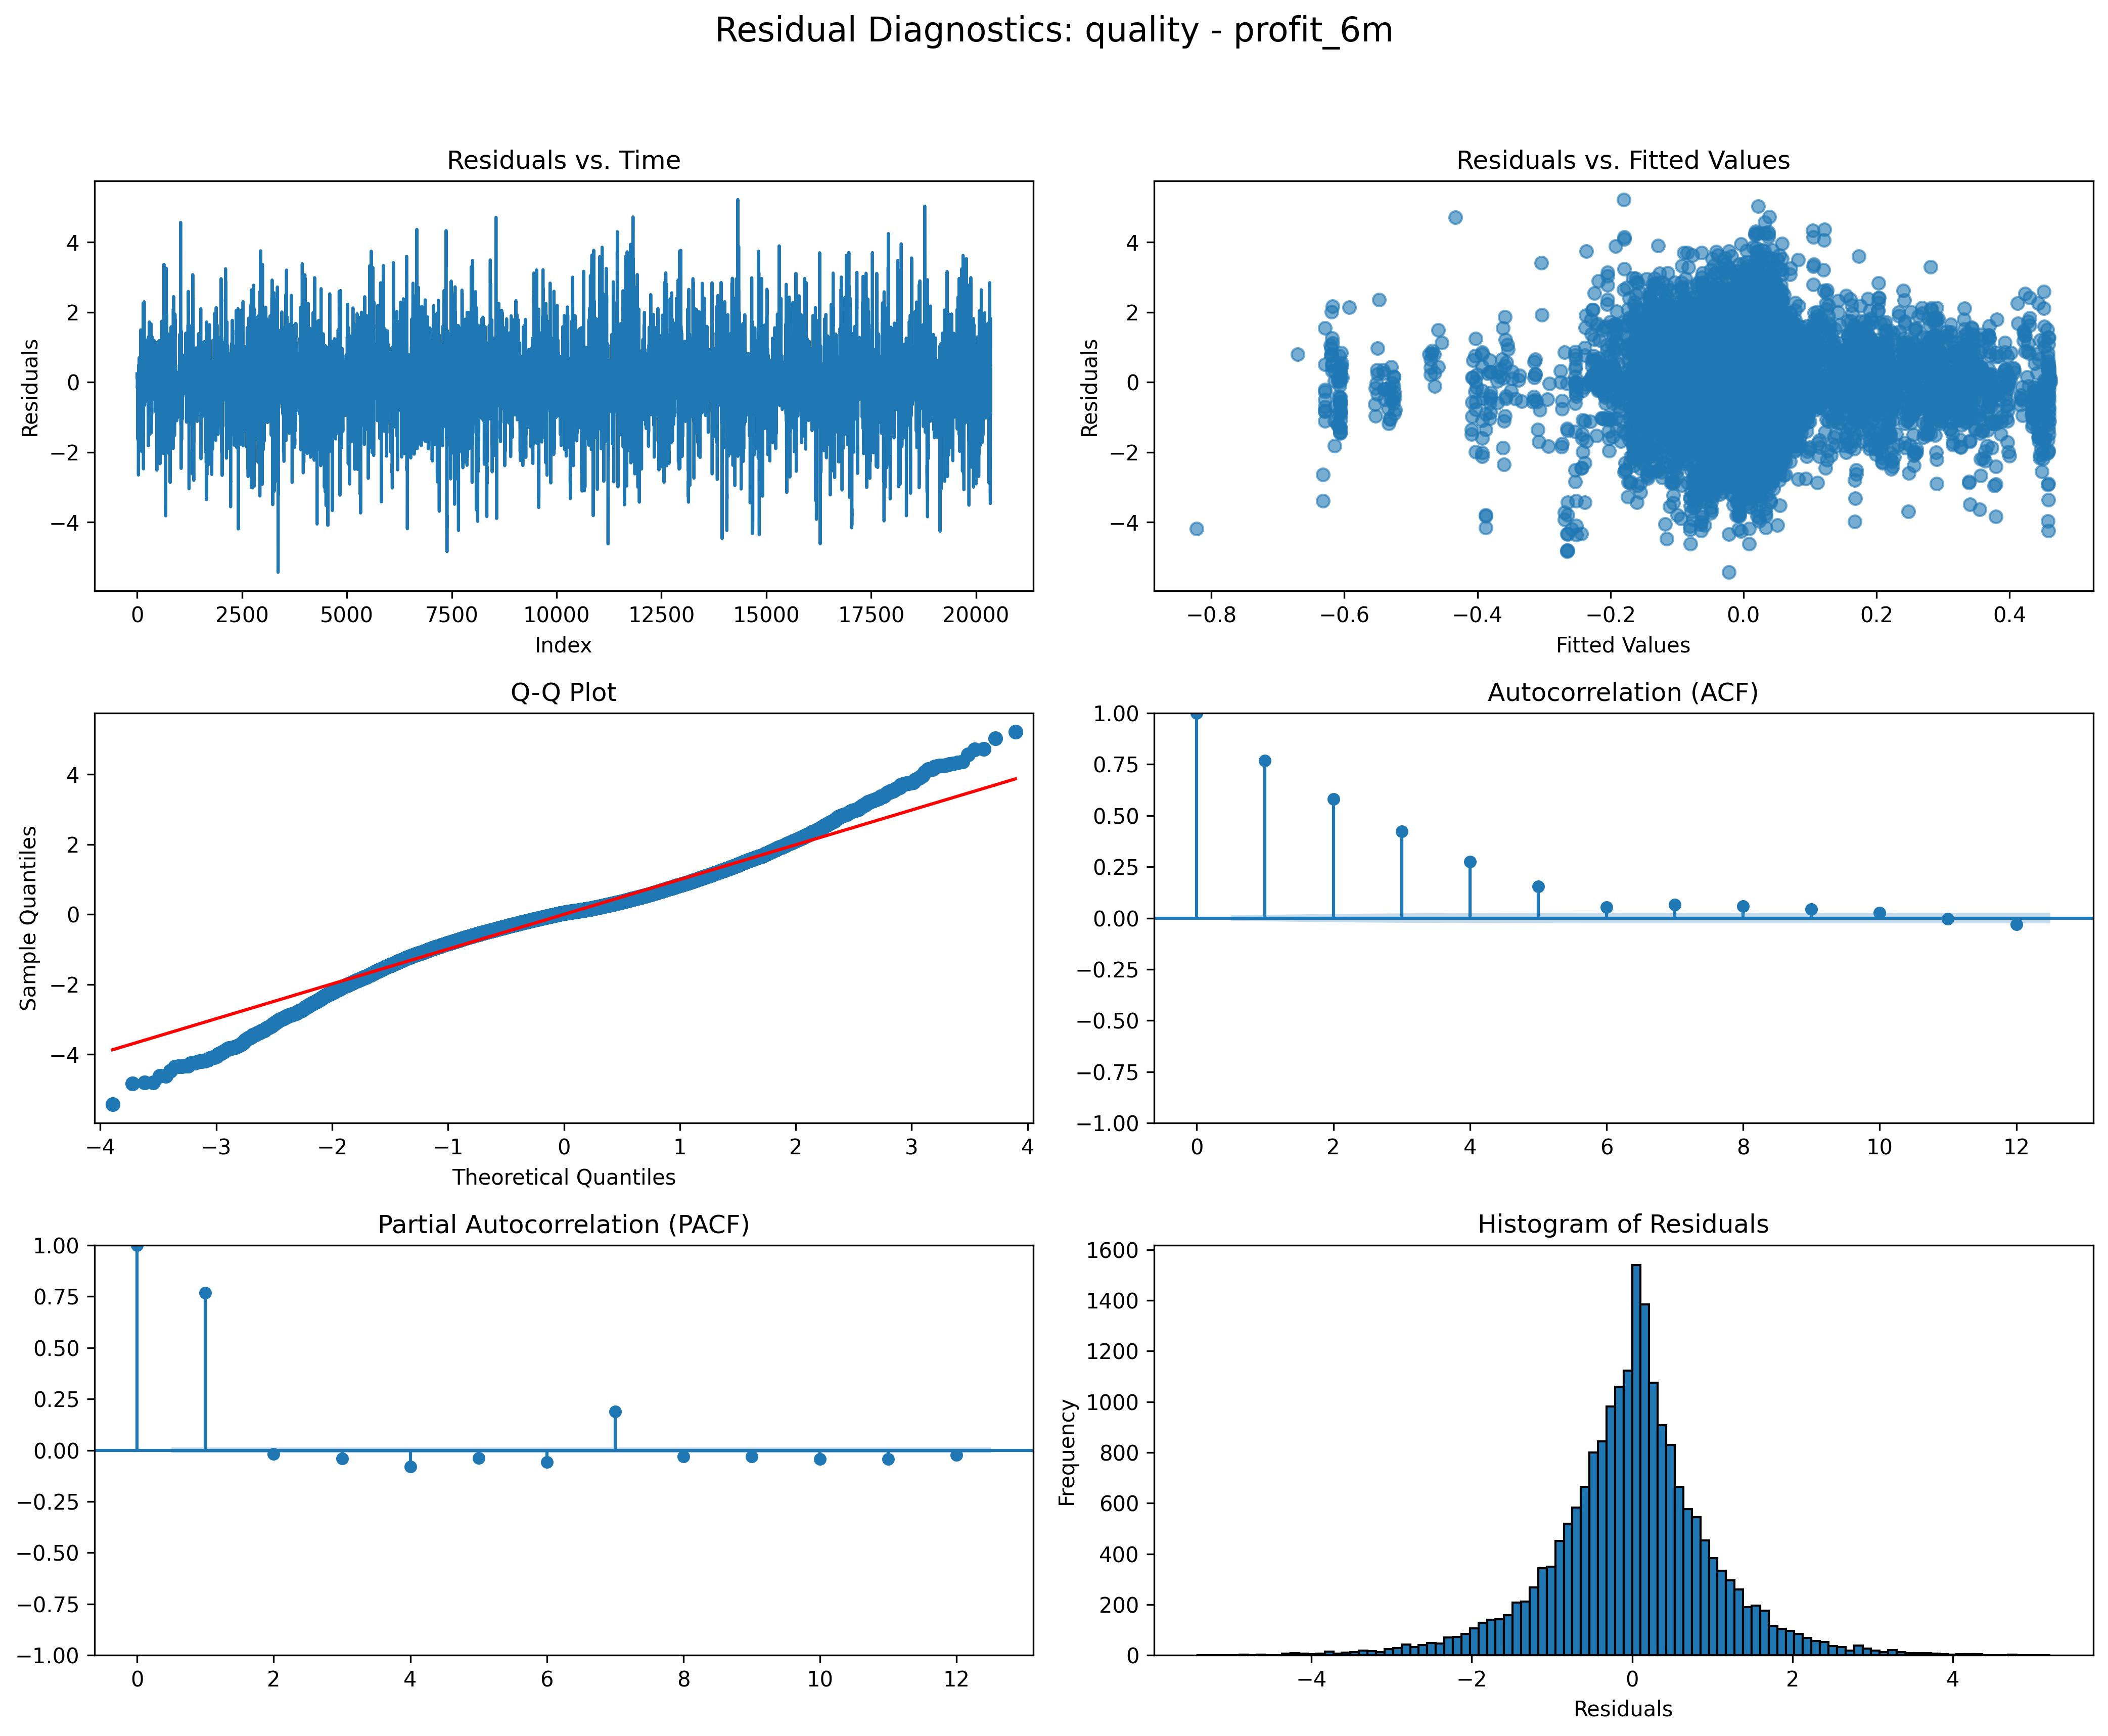 Residual Diagnostics: quality - profit_6m
Residuals vs. Time
Residuals vs. Fitted Values
4
2
0
−2
−4
Residuals
0 2500 5000 7500 10000 12500 15000 17500 20000
Index
4
2
0
−2
−4
Residuals
−0.8 −0.6 −0.4 −0.2 0.0 0.2 0.4
Fitted Values
Q-Q Plot
Autocorrelation (ACF)
4
2
0
−2
−4
Sample Quantiles
−4 −3 −2 −1 0 1 2 3 4
Theoretical Quantiles
1.00
0.75
0.50
0.25
0.00
−0.25
−0.50
−0.75
−1.00
0 2 4 6 8 10 12
Partial Autocorrelation (PACF)
Histogram of Residuals
1.00
0.75
0.50
0.25
0.00
−0.25
−0.50
−0.75
−1.00
0 2 4 6 8 10 12
1600
1400
1200
1000
800
600
400
200
0
Frequency
−4 −2 0 2 4
Residuals